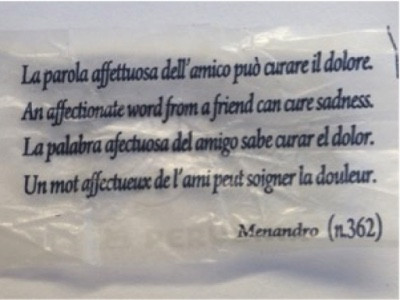 La parola affettuosa dell'amico può curare il dolore.
An affectionate word from a friend can cure sadness.
La palabra afectuosa del amigo sabe curar el dolor.
Un mot affectueux de l'ami peut soigner la douleur.
Menandro (n.362)